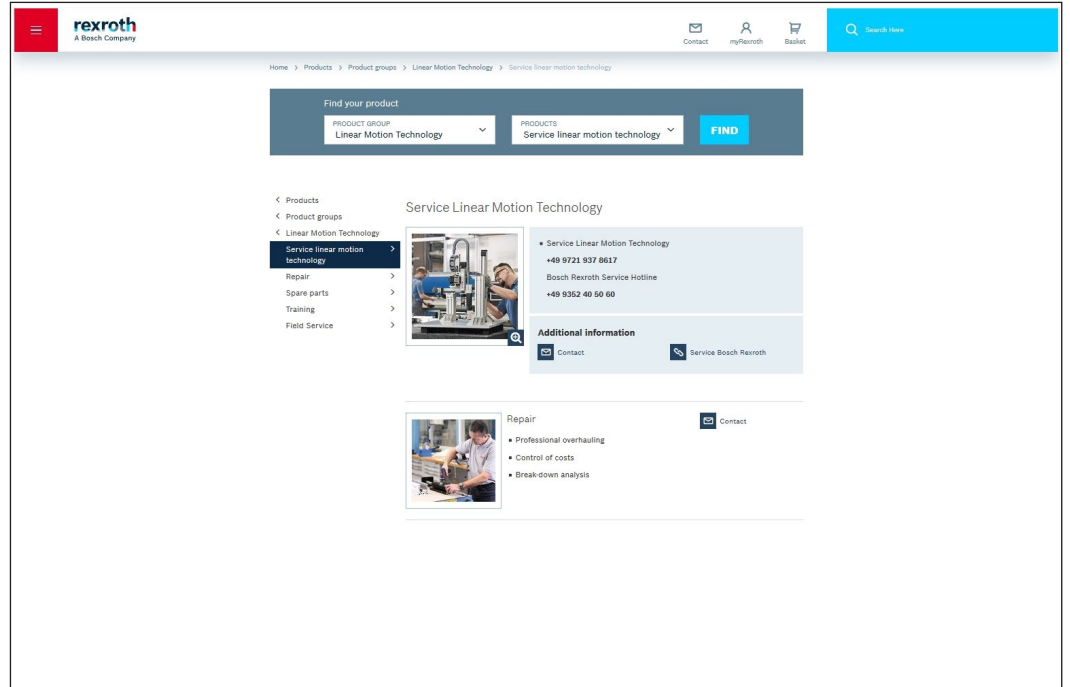 rexroth
A Bosch Company
Contact
myRexroth
Basket
Search Here
Home > Products > Product groups > Linear Motion Technology > Service linear motion technology
Find your product
PRODUCT GROUP
Linear Motion Technology
PRODUCTS
Service linear motion technology
FIND
Products
Product groups
Linear Motion Technology
Service linear motion
technology
Repair
Spare parts
Training
Field Service
Service Linear Motion Technology
Service Linear Motion Technology
+49 9721 937 8617
Bosch Rexroth Service Hotline
+49 9352 40 50 60
Additional information
Contact
Service Bosch Rexroth
Repair
Professional overhauling
Control of costs
Break-down analysis
Contact